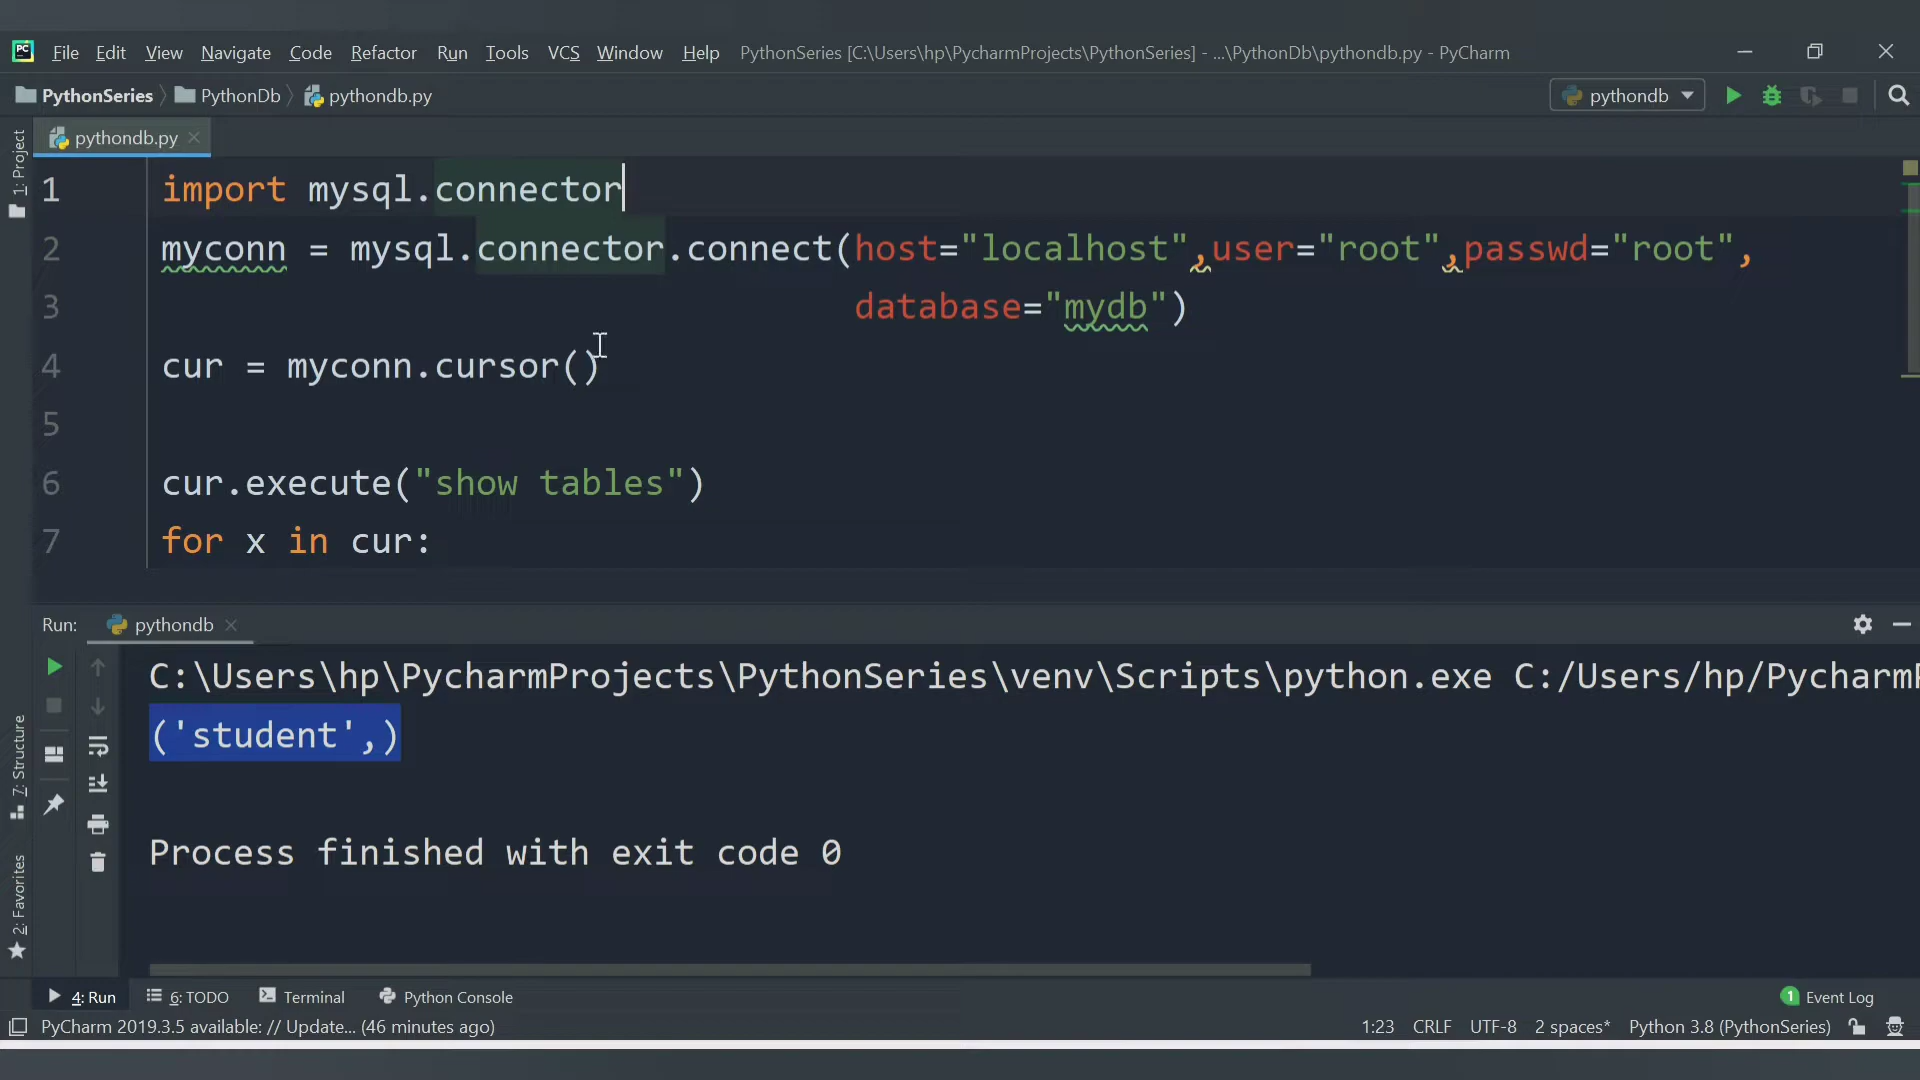 File Edit View Navigate Code Refactor Run Tools VCS Window Help PythonSeries [C:\Users\hp\PycharmProjects\PythonSeries] - ...\PythonDb\pythondb.py - PyCharm
PythonSeries PythonDb pythondb.py pythondb
pythondb.py
1: Project
1 import mysql.connector
2 myconn = mysql.connector.connect(host="localhost",user="root",passwd="root",
3 database="mydb")
4 cur = myconn.cursor()
5
6 cur.execute("show tables")
7 for x in cur:
Run: pythondb
C:\Users\hp\PycharmProjects\PythonSeries\venv\Scripts\python.exe C:/Users/hp/Pycharm
('student',)
Process finished with exit code 0
7: Structure
2: Favorites
4: Run 6: TODO Terminal Python Console 1 Event Log
PyCharm 2019.3.5 available: // Update... (46 minutes ago) 1:23 CRLF UTF-8 2 spaces* Python 3.8 (PythonSeries)